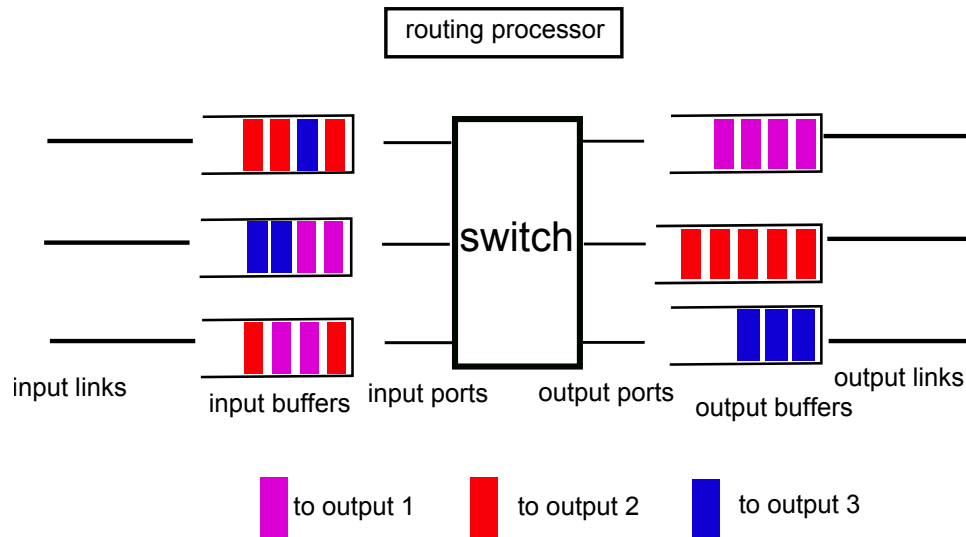 routing processor
switch
input links
input buffers
input ports
output ports
output buffers
output links
to output 1
to output 2
to output 3